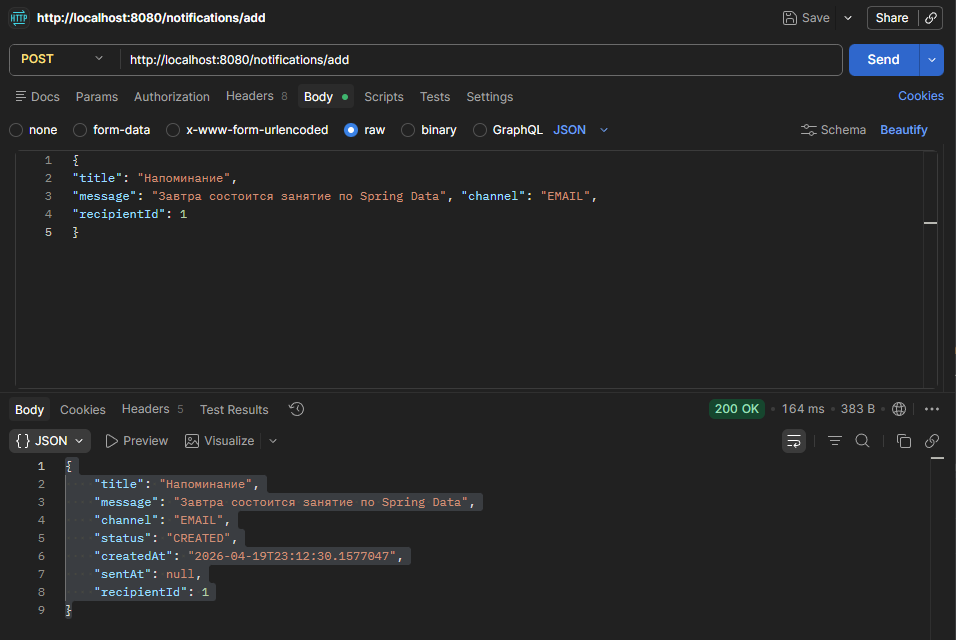 HTTP http://localhost:8080/notifications/add Save Share
POST http://localhost:8080/notifications/add Send
Docs Params Authorization Headers 8 Body Scripts Tests Settings Cookies
none form-data x-www-form-urlencoded raw binary GraphQL JSON Schema Beautify
1 {
2 "title": "Напоминание",
3 "message": "Завтра состоится занятие по Spring Data", "channel": "EMAIL",
4 "recipientId": 1
5 }
Body Cookies Headers 5 Test Results 200 OK • 164 ms • 383 B •
{} JSON Preview Visualize
1 {
2 "title": "Напоминание",
3 "message": "Завтра состоится занятие по Spring Data",
4 "channel": "EMAIL",
5 "status": "CREATED",
6 "createdAt": "2026-04-19T23:12:30.1577047",
7 "sentAt": null,
8 "recipientId": 1
9 }